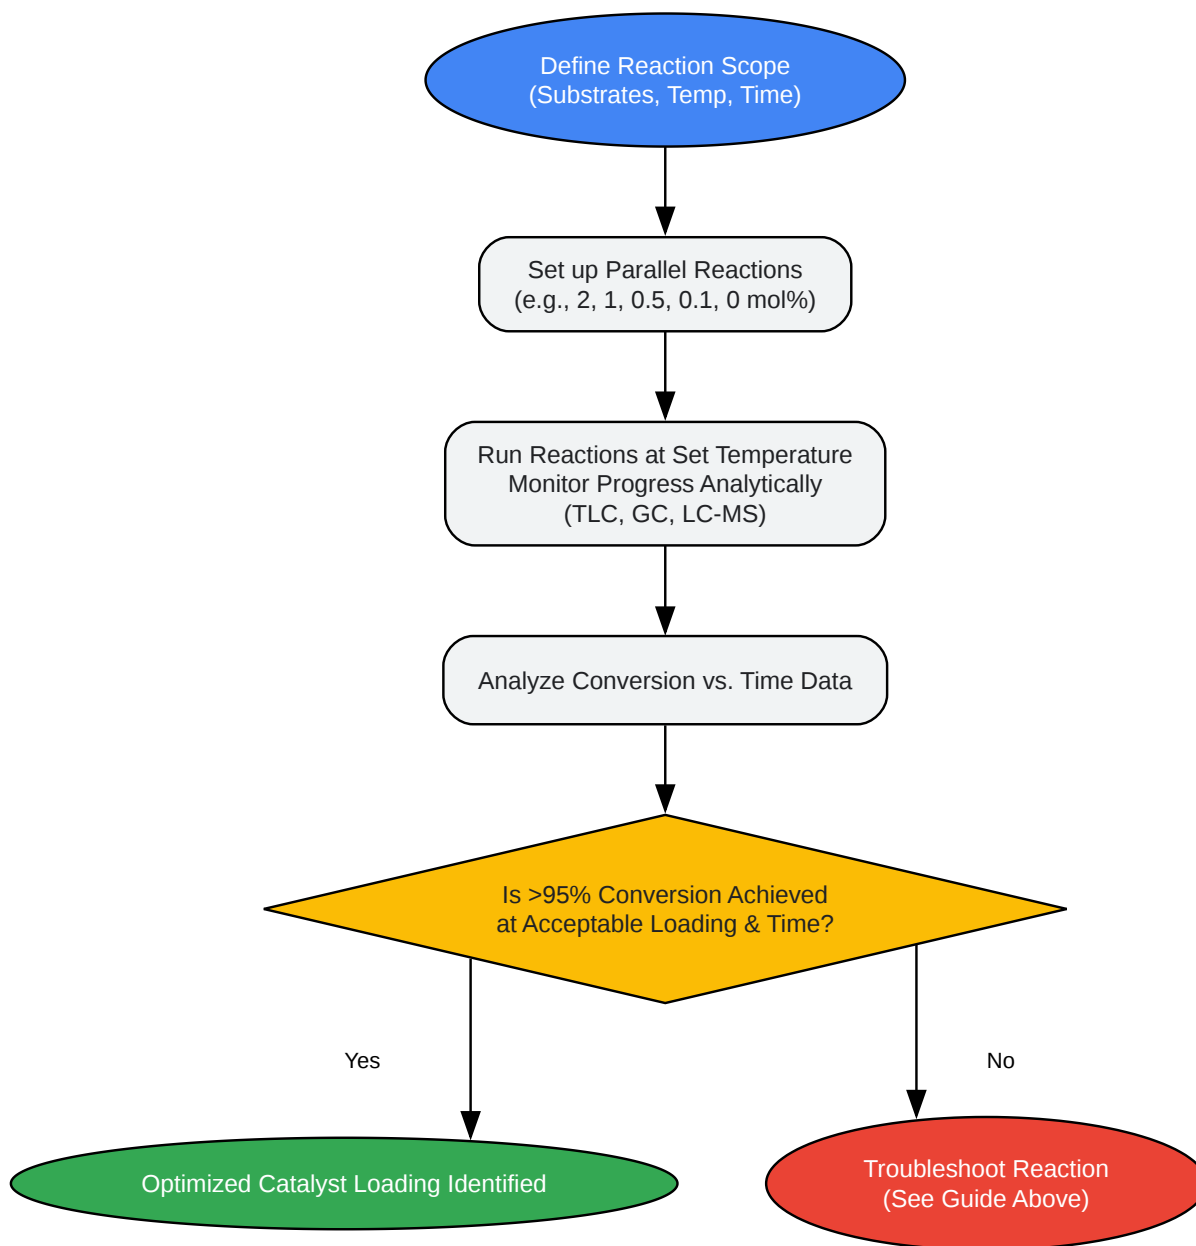 Define Reaction Scope
(Substrates, Temp, Time)
Set up Parallel Reactions
(e.g., 2, 1, 0.5, 0.1, 0 mol%)
Run Reactions at Set Temperature
Monitor Progress Analytically
(TLC, GC, LC-MS)
Analyze Conversion vs. Time Data
Is >95% Conversion Achieved
at Acceptable Loading & Time?
Yes
No
Optimized Catalyst Loading Identified
Troubleshoot Reaction
(See Guide Above)